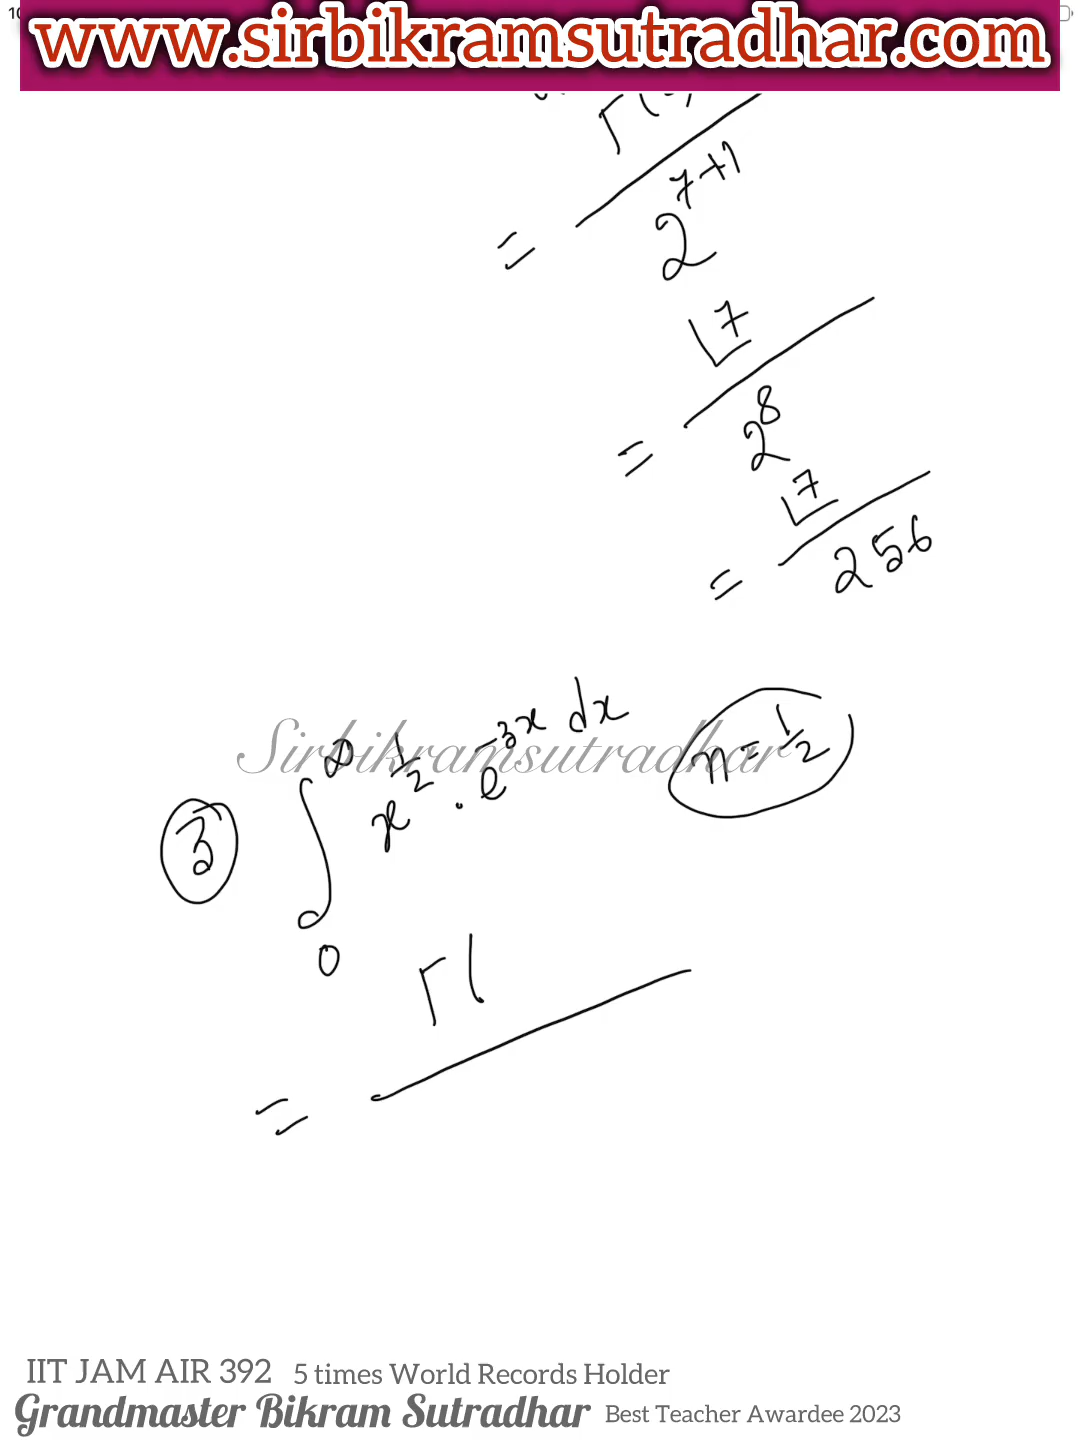 www.sirbikramsutradhar.com
= Γ( / 2^{7+1}
= ⌊7 / 2^8
= ⌊7 / 256
③ ∫_0^∞ x^{1/2} . e^{-3x} dx   n = 1/2
Sirbikramsutradhar
= Γ( /
IIT JAM AIR 392 5 times World Records Holder
Grandmaster Bikram Sutradhar Best Teacher Awardee 2023